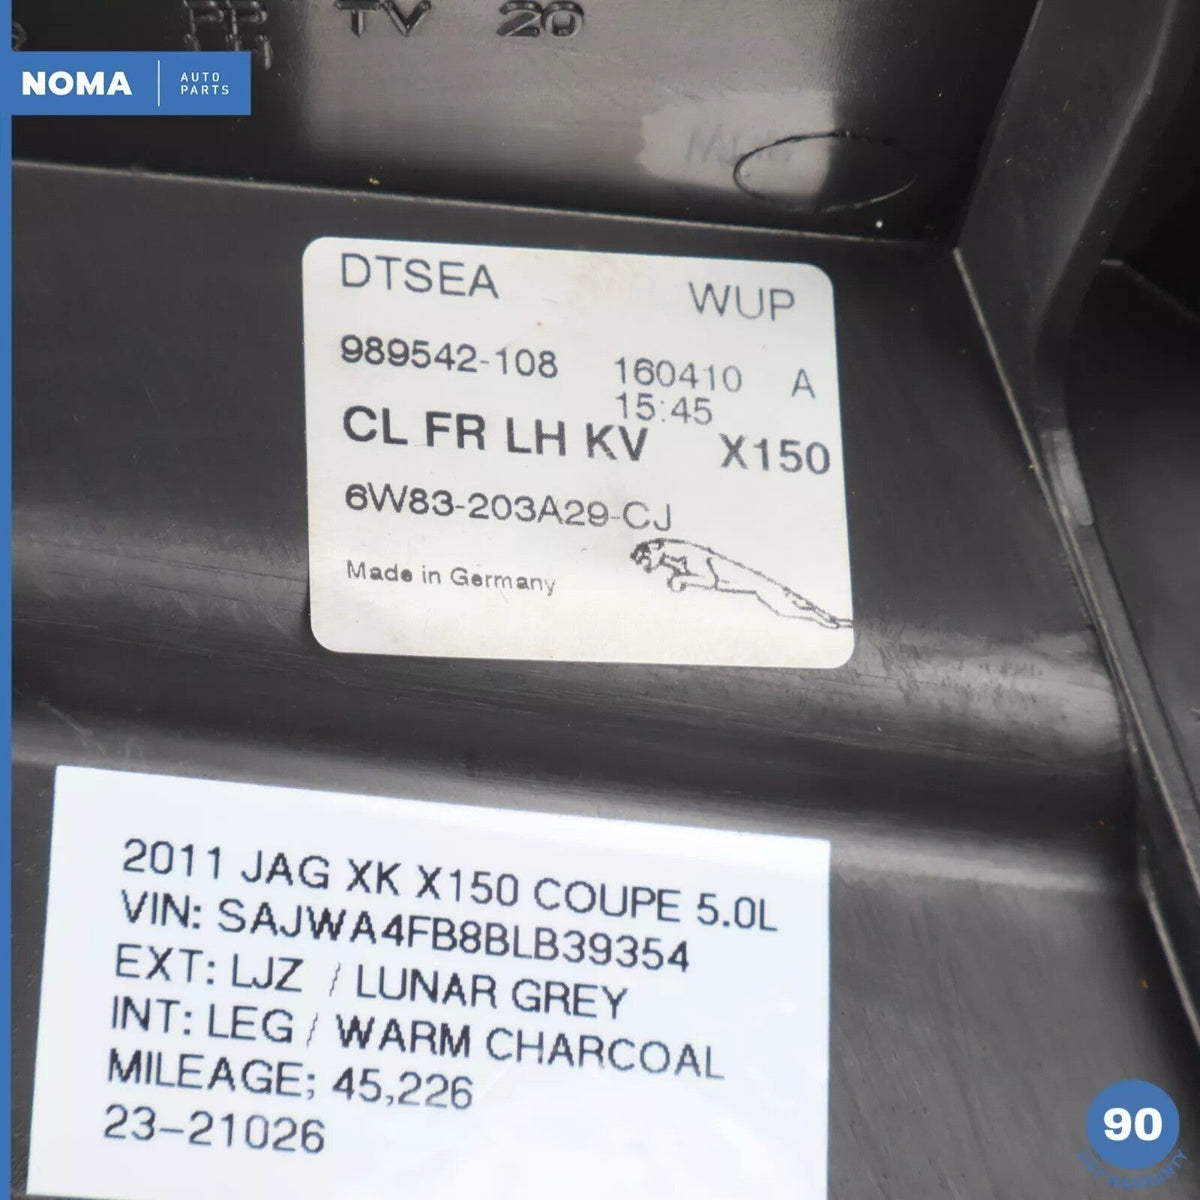 TV 20
NOMA AUTO PARTS
DTSEA WUP
989542-108 160410 A
15:45
CL FR LH KV X150
6W83-203A29-CJ
Made in Germany
2011 JAG XK X150 COUPE 5.0L
VIN: SAJWA4FB8BLB39354
EXT: LJZ / LUNAR GREY
INT: LEG / WARM CHARCOAL
MILEAGE; 45,226
23-21026
90